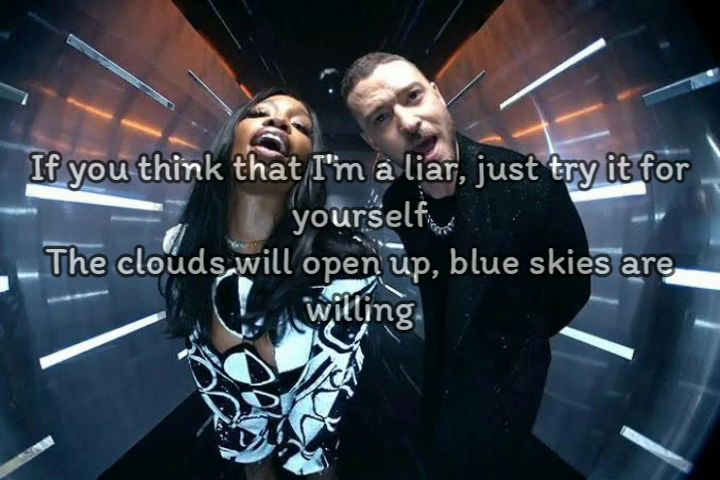 If you think that I'm a liar, just try it for
yourself
The clouds will open up, blue skies are
willing